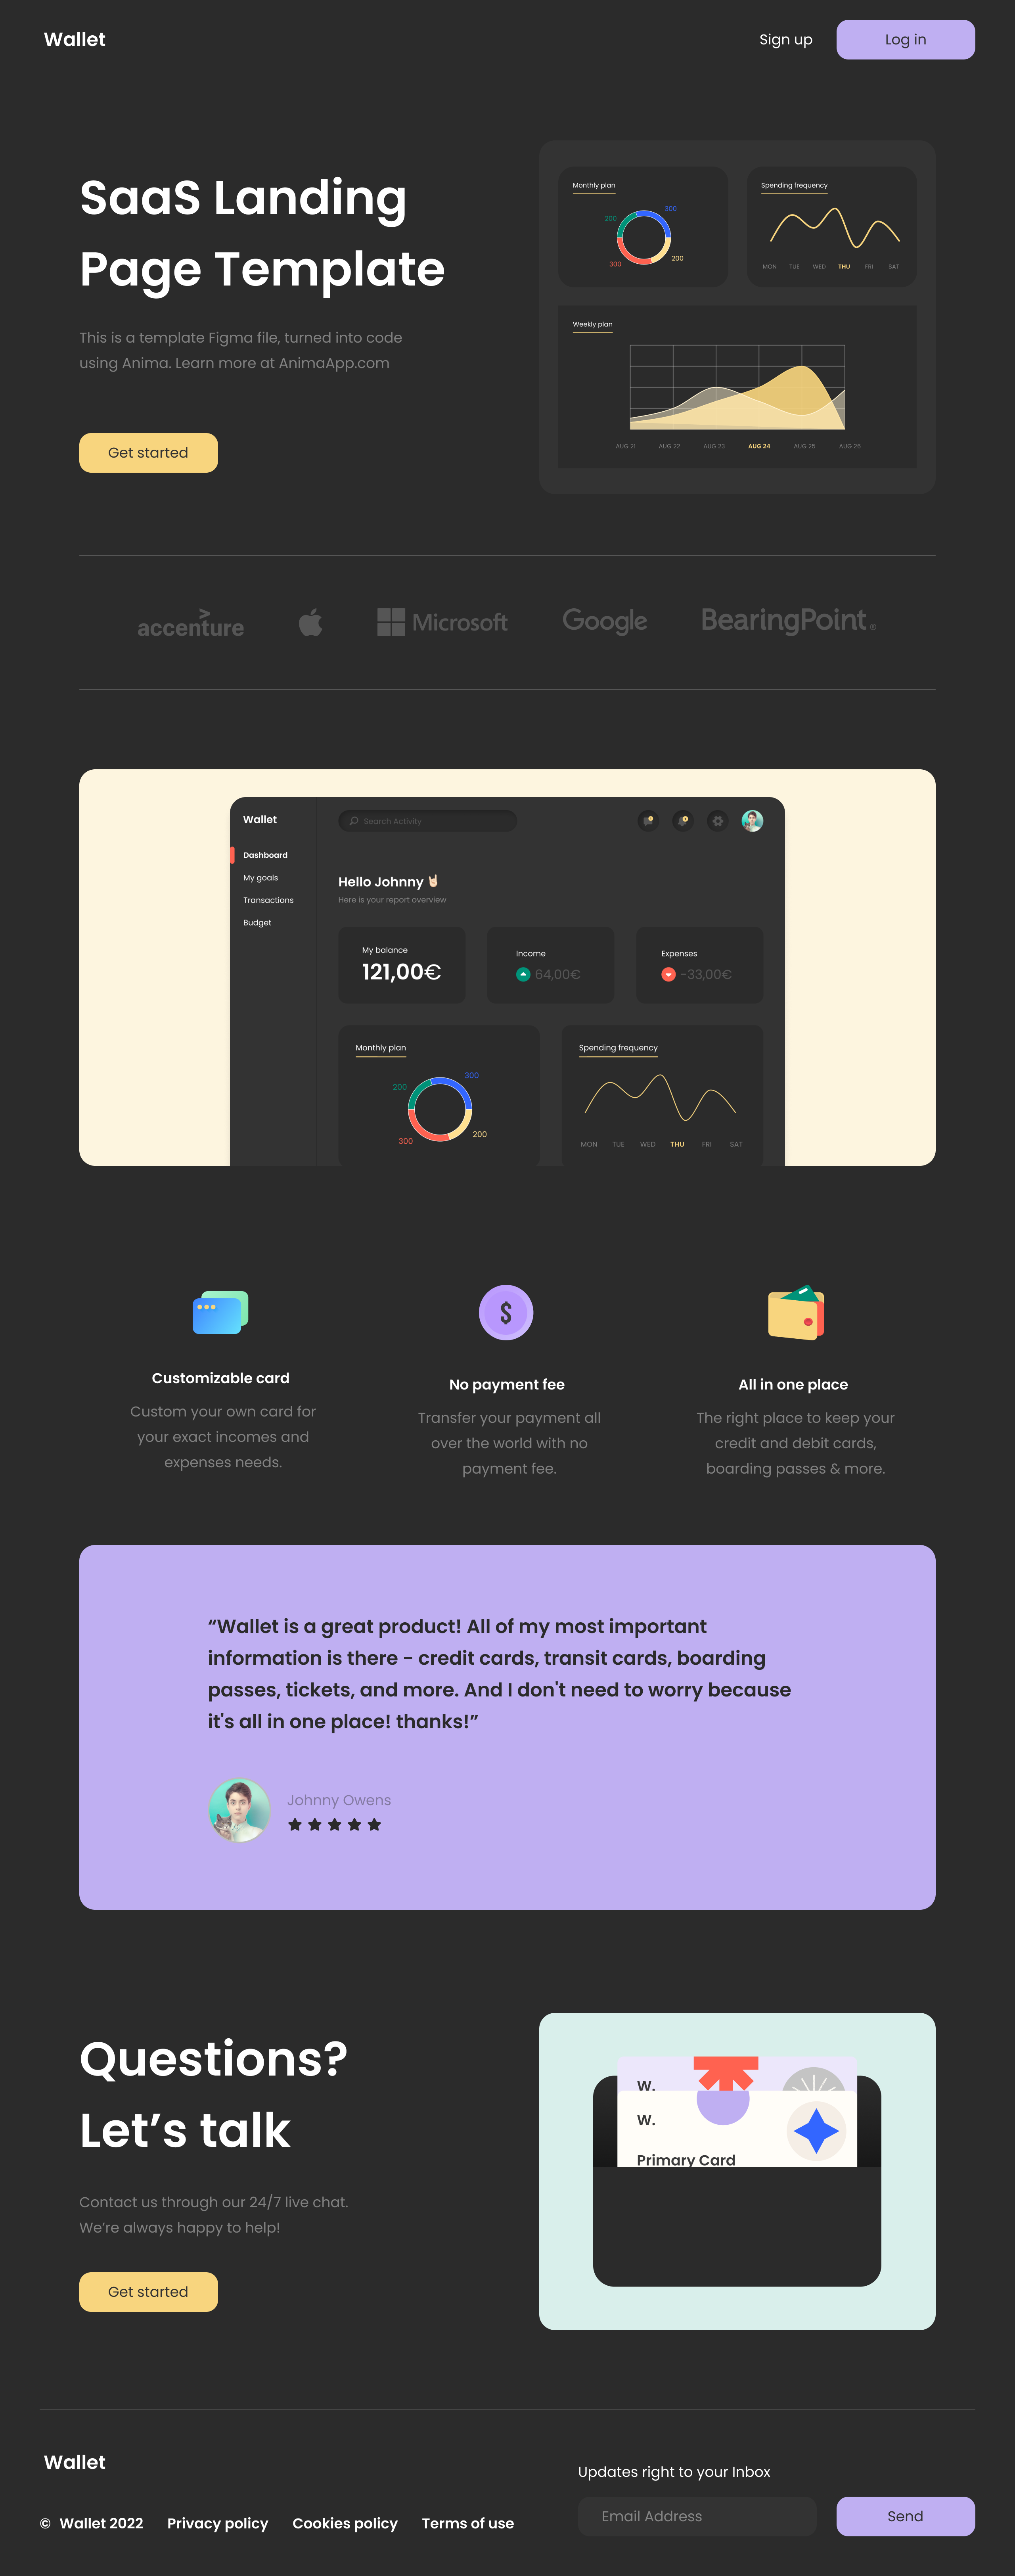 Wallet
Sign up
Log in
SaaS Landing
Page Template
This is a template Figma file, turned into code
using Anima. Learn more at AnimaApp.com
Get started
Monthly plan
300
200
300
200
Spending frequency
MON TUE WED THU FRI SAT
Weekly plan
AUG 21 AUG 22 AUG 23 AUG 24 AUG 25 AUG 26
accenture
Microsoft
Google
BearingPoint®
Wallet
Dashboard
My goals
Transactions
Budget
Search Activity
Hello Johnny 🤘🏻
Here is your report overview
My balance
121,00€
Income
64,00€
Expenses
-33,00€
Monthly plan
300
200
300
200
Spending frequency
MON TUE WED THU FRI SAT
Customizable card
Custom your own card for
your exact incomes and
expenses needs.
No payment fee
Transfer your payment all
over the world with no
payment fee.
All in one place
The right place to keep your
credit and debit cards,
boarding passes & more.
“Wallet is a great product! All of my most important
information is there - credit cards, transit cards, boarding
passes, tickets, and more. And I don't need to worry because
it's all in one place! thanks!”
Johnny Owens
Questions?
Let’s talk
Contact us through our 24/7 live chat.
We’re always happy to help!
Get started
W.
W.
Primary Card
Wallet
© Wallet 2022 Privacy policy Cookies policy Terms of use
Updates right to your Inbox
Email Address
Send